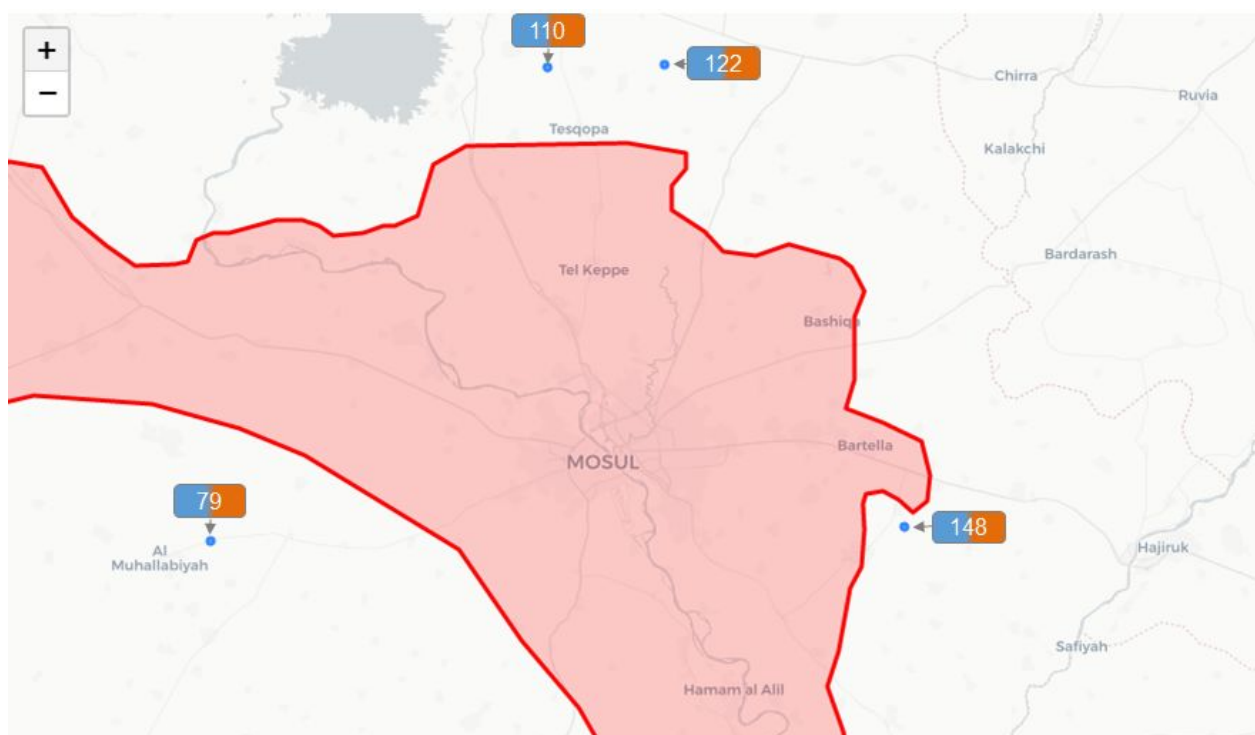 +
−
110
122
Chirra
Ruvia
Tesqopa
Kalakchi
Bardarash
Tel Keppe
Bashiqa
Bartella
MOSUL
79
148
Al
Muhallabiyah
Hajiruk
Safiyah
Hamam al Alil